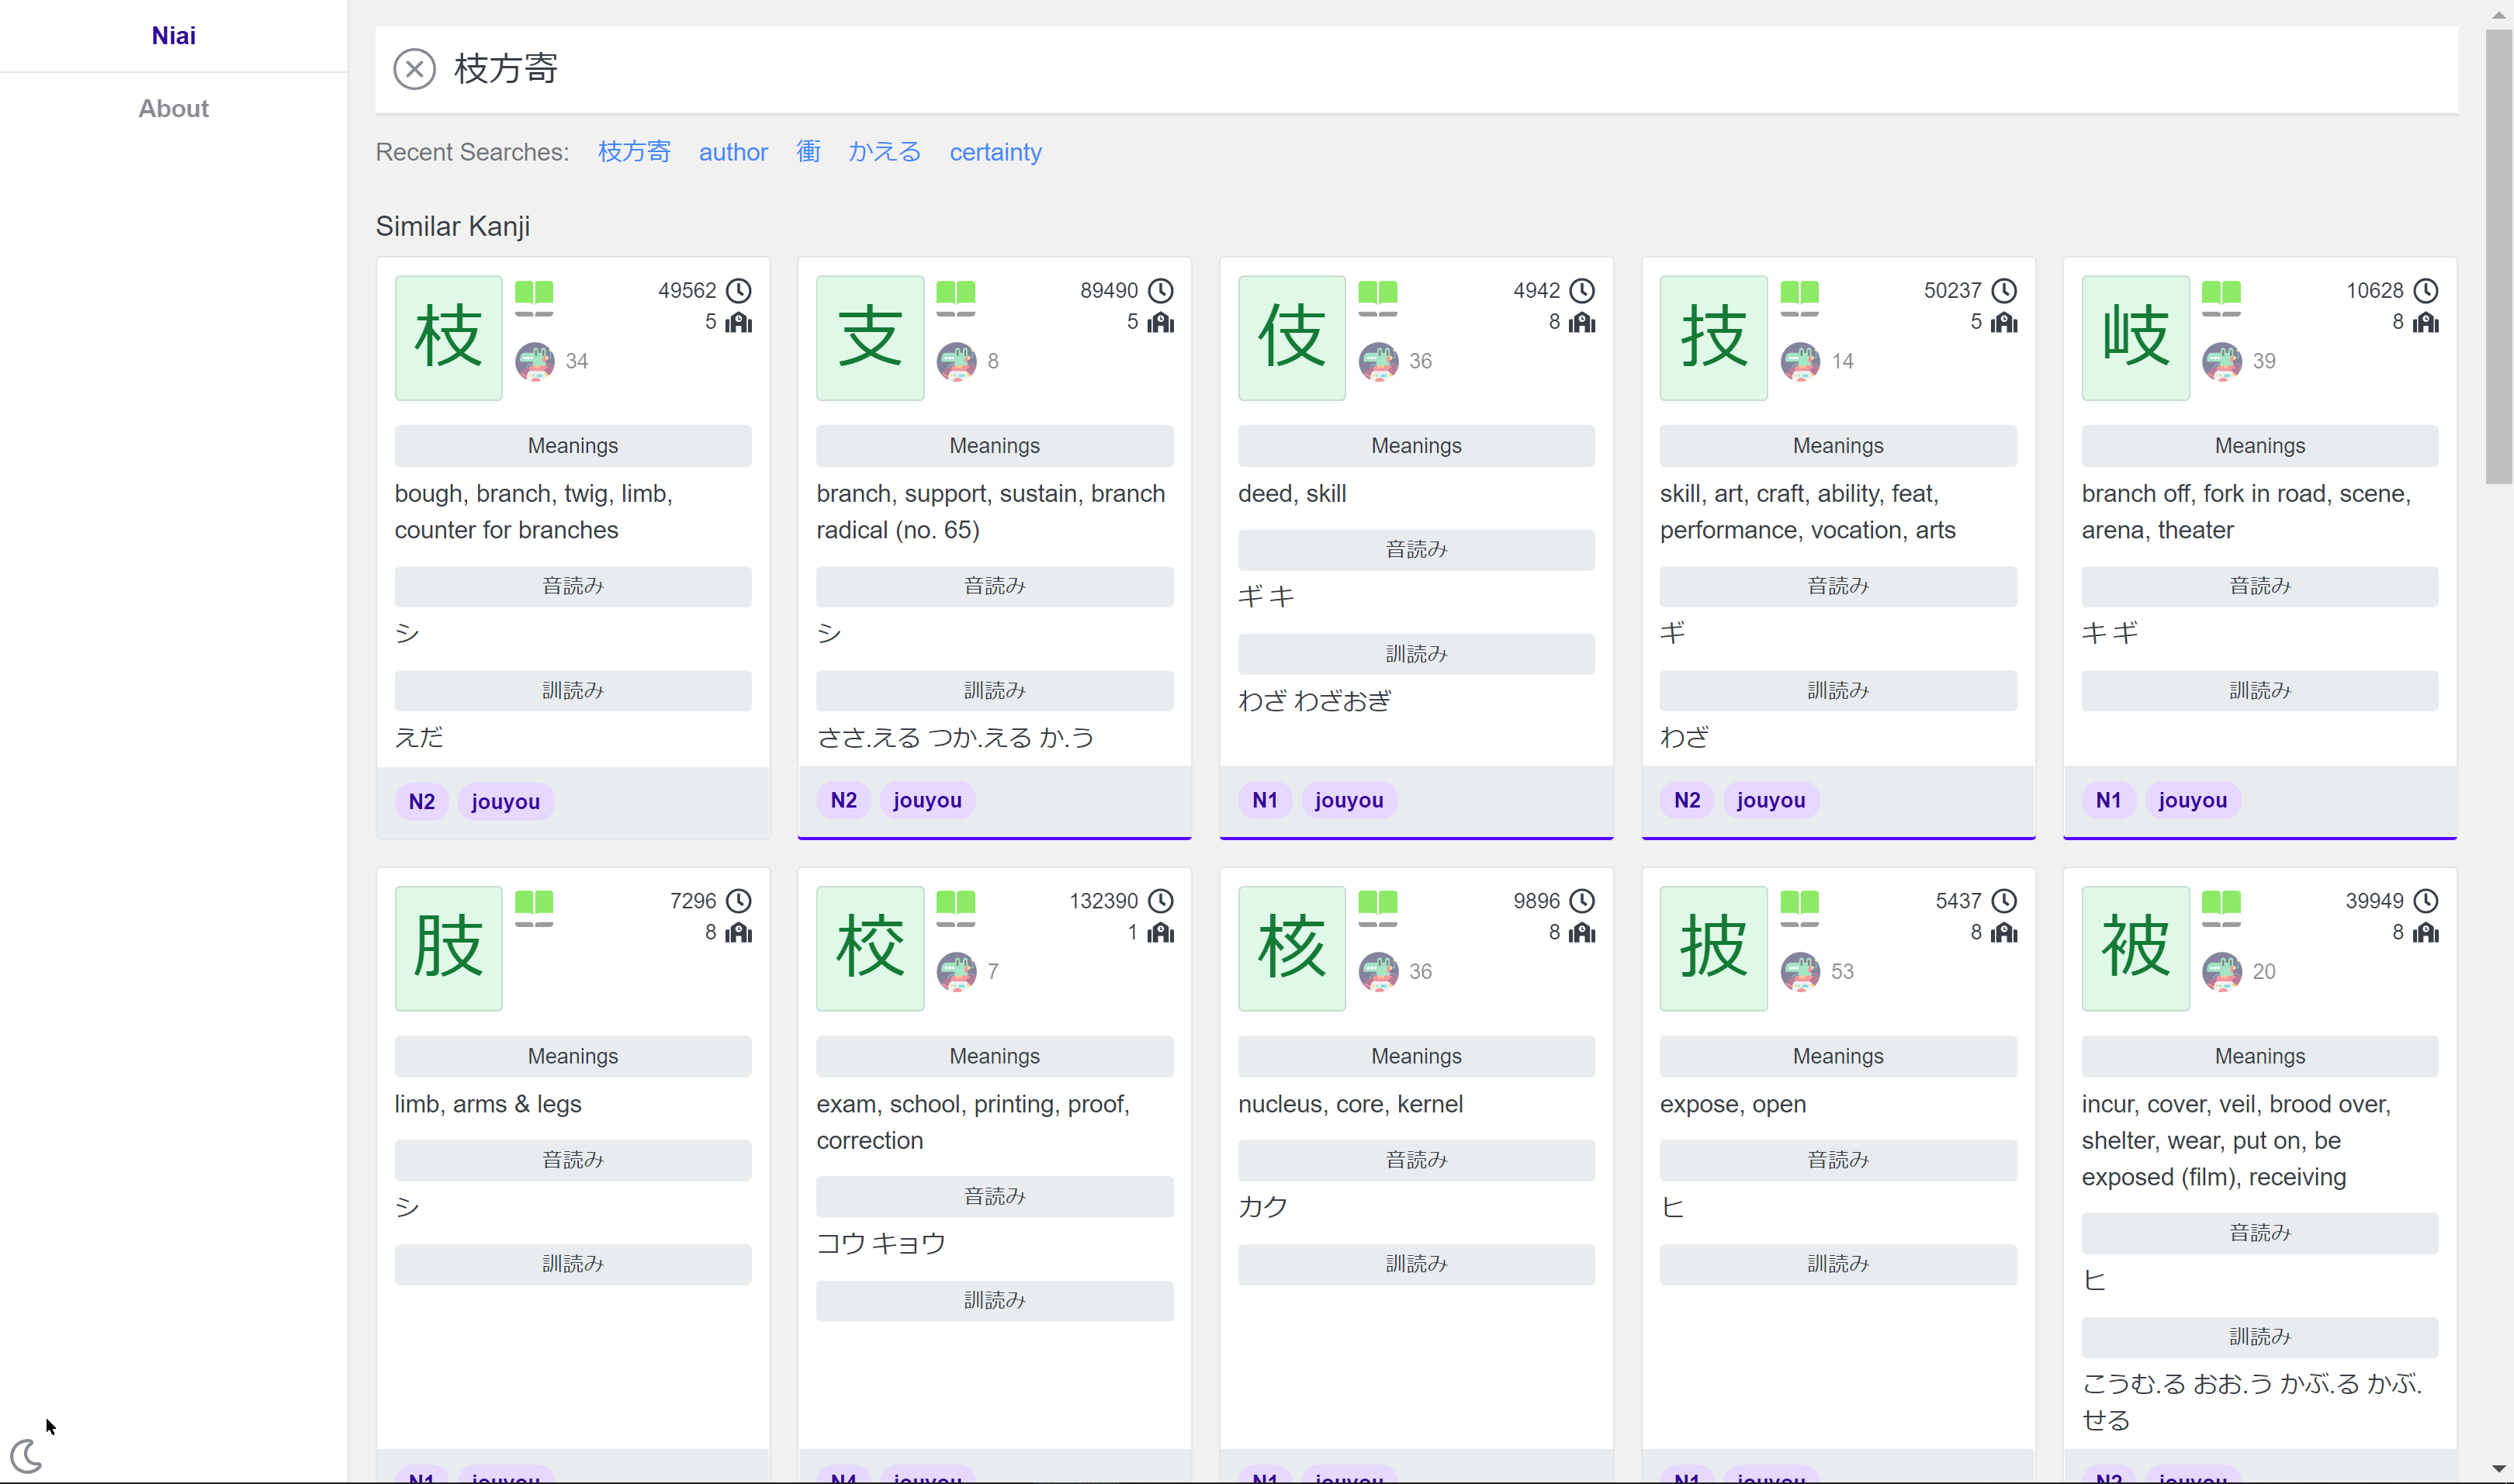 Niai
About
枝方寄
Recent Searches: 枝方寄 author 衝 かえる certainty
Similar Kanji
枝
49562
5
34
Meanings
bough, branch, twig, limb,
counter for branches
音読み
シ
訓読み
えだ
N2 jouyou
支
89490
5
8
Meanings
branch, support, sustain, branch
radical (no. 65)
音読み
シ
訓読み
ささ.える つか.える か.う
N2 jouyou
伎
4942
8
36
Meanings
deed, skill
音読み
ギ キ
訓読み
わざ わざおぎ
N1 jouyou
技
50237
5
14
Meanings
skill, art, craft, ability, feat,
performance, vocation, arts
音読み
ギ
訓読み
わざ
N2 jouyou
岐
10628
8
39
Meanings
branch off, fork in road, scene,
arena, theater
音読み
キ ギ
訓読み
N1 jouyou
肢
7296
8
Meanings
limb, arms & legs
音読み
シ
訓読み
N1 jouyou
校
132390
1
7
Meanings
exam, school, printing, proof,
correction
音読み
コウ キョウ
訓読み
N4 jouyou
核
9896
8
36
Meanings
nucleus, core, kernel
音読み
カク
訓読み
N1 jouyou
披
5437
8
53
Meanings
expose, open
音読み
ヒ
訓読み
N1 jouyou
被
39949
8
20
Meanings
incur, cover, veil, brood over,
shelter, wear, put on, be
exposed (film), receiving
音読み
ヒ
訓読み
こうむ.る おお.う かぶ.る かぶ.
せる
N2 jouyou